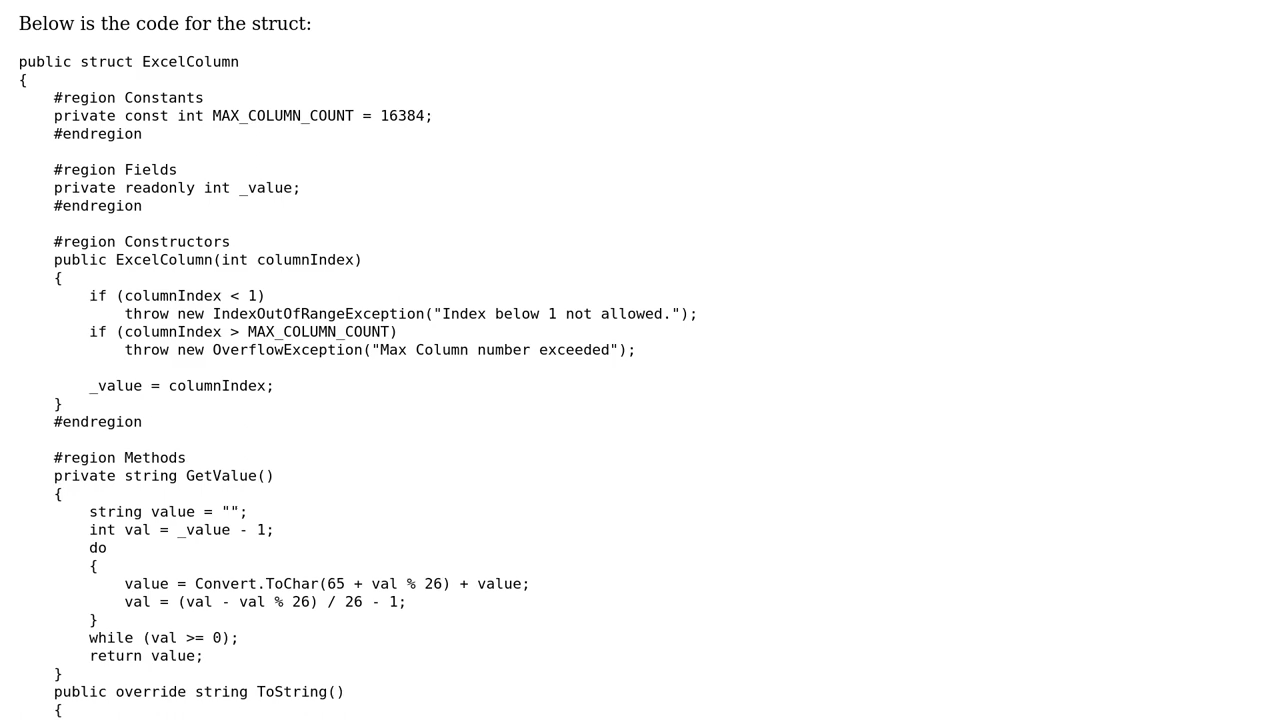 Below is the code for the struct:
public struct ExcelColumn
{
    #region Constants
    private const int MAX_COLUMN_COUNT = 16384;
    #endregion

    #region Fields
    private readonly int _value;
    #endregion

    #region Constructors
    public ExcelColumn(int columnIndex)
    {
        if (columnIndex < 1)
            throw new IndexOutOfRangeException("Index below 1 not allowed.");
        if (columnIndex > MAX_COLUMN_COUNT)
            throw new OverflowException("Max Column number exceeded");

        _value = columnIndex;
    }
    #endregion

    #region Methods
    private string GetValue()
    {
        string value = "";
        int val = _value - 1;
        do
        {
            value = Convert.ToChar(65 + val % 26) + value;
            val = (val - val % 26) / 26 - 1;
        }
        while (val >= 0);
        return value;
    }
    public override string ToString()
    {